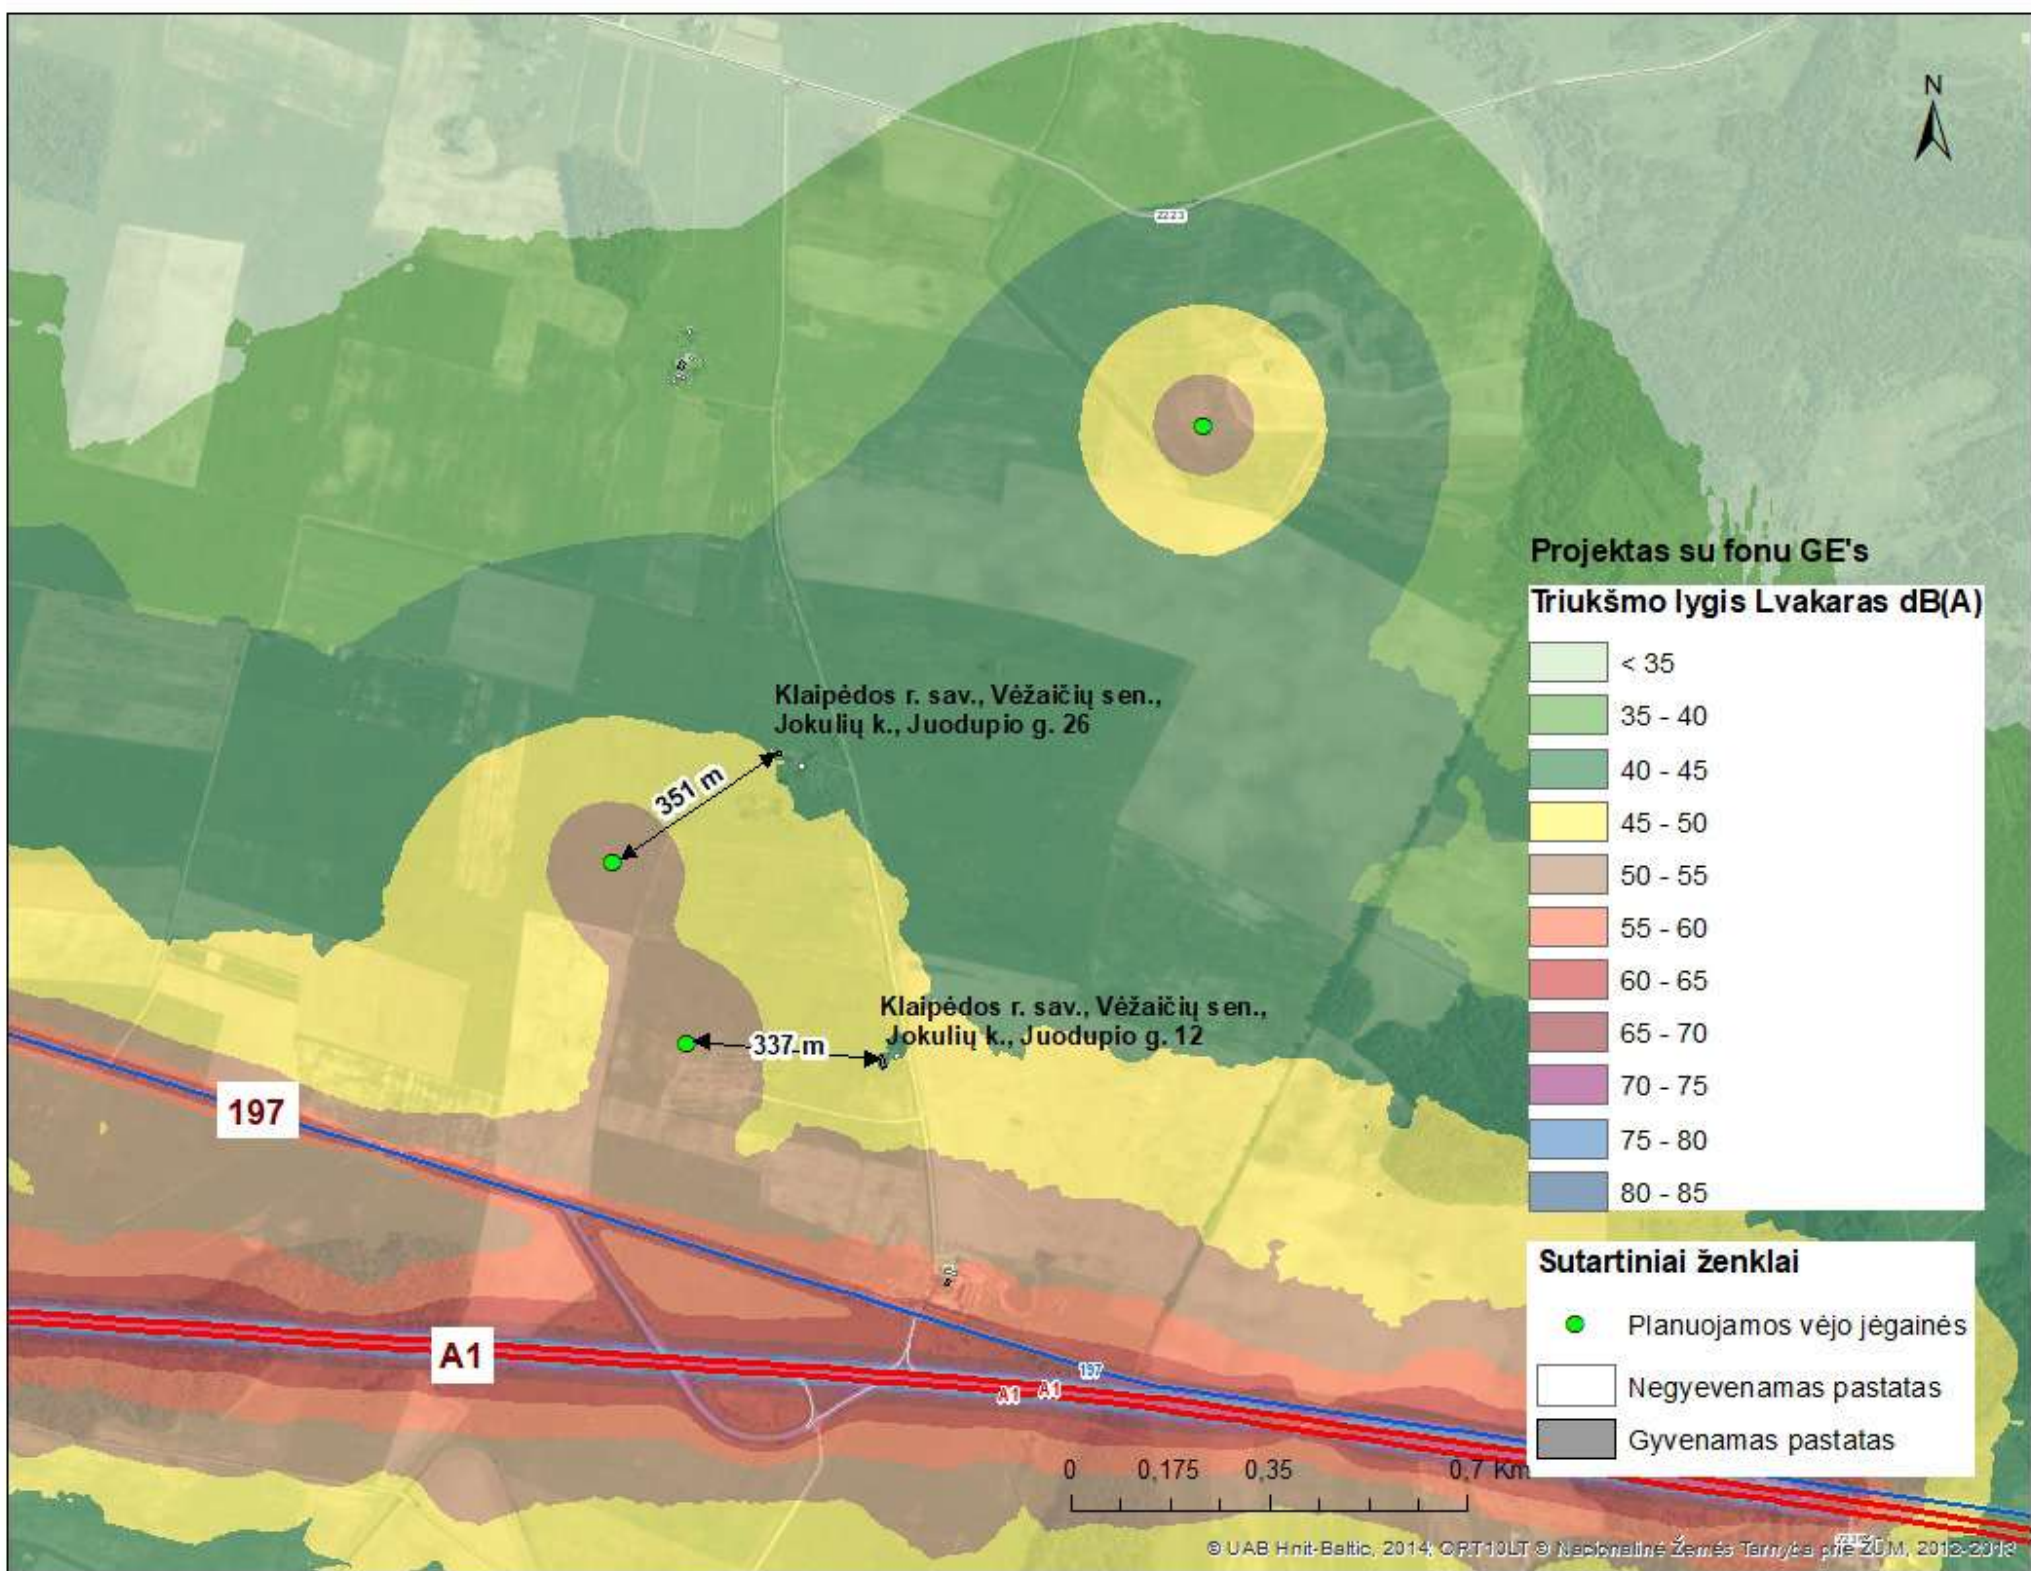 N
2223
Projektas su fonu GE's
Triukšmo lygis Lvakaras dB(A)
< 35
35 - 40
40 - 45
45 - 50
50 - 55
55 - 60
60 - 65
65 - 70
70 - 75
75 - 80
80 - 85
Klaipėdos r. sav., Vėžaičių sen.,
Jokulių k., Juodupio g. 26
351 m
Klaipėdos r. sav., Vėžaičių sen.,
Jokulių k., Juodupio g. 12
337 m
197
A1
197
A1 A1
Sutartiniai ženklai
Planuojamos vėjo jėgainės
Negyevenamas pastatas
Gyvenamas pastatas
0 0,175 0,35 0,7 Km
© UAB Hnit-Baltic, 2014; ORT10LT © Nacionalinė Žemės Tarnyba prie ŽŪM, 2012-2013